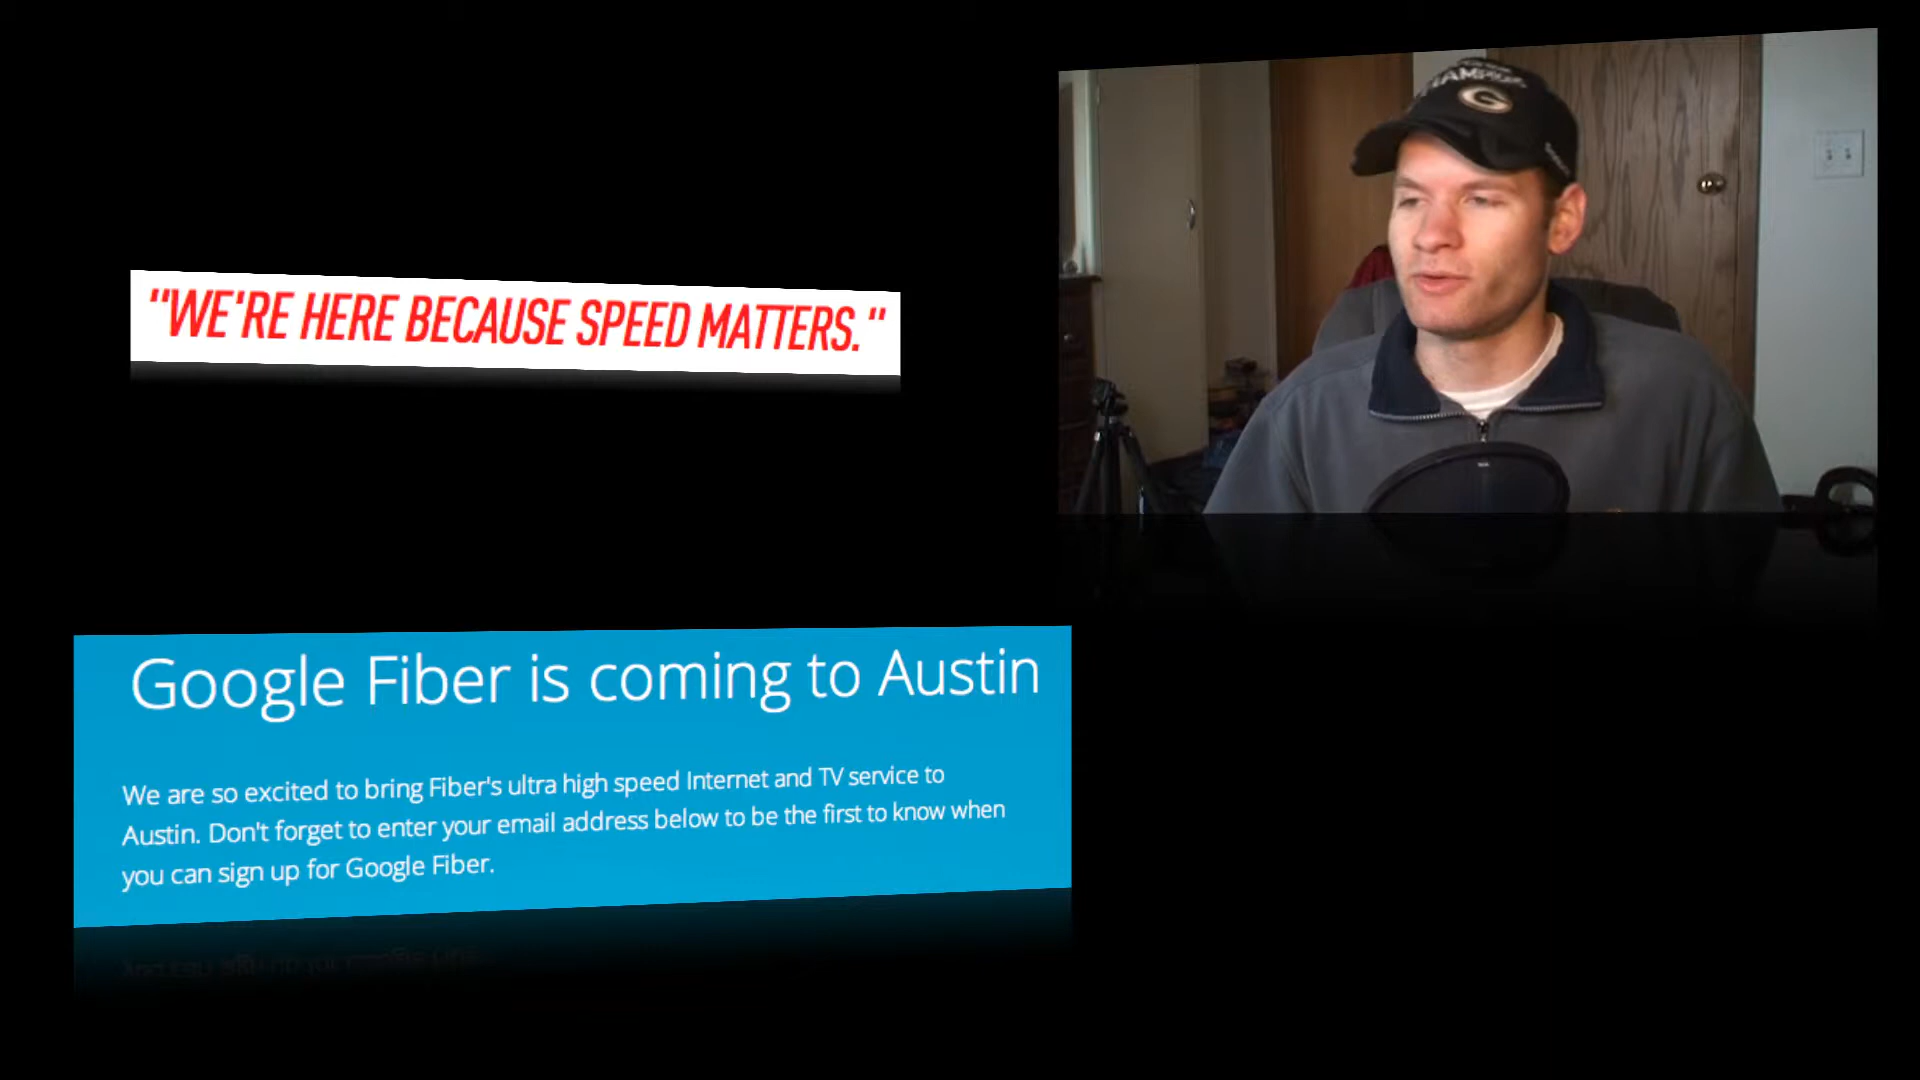 "WE'RE HERE BECAUSE SPEED MATTERS."
G
Google Fiber is coming to Austin
We are so excited to bring Fiber's ultra high speed Internet and TV service to
Austin. Don't forget to enter your email address below to be the first to know when
you can sign up for Google Fiber.